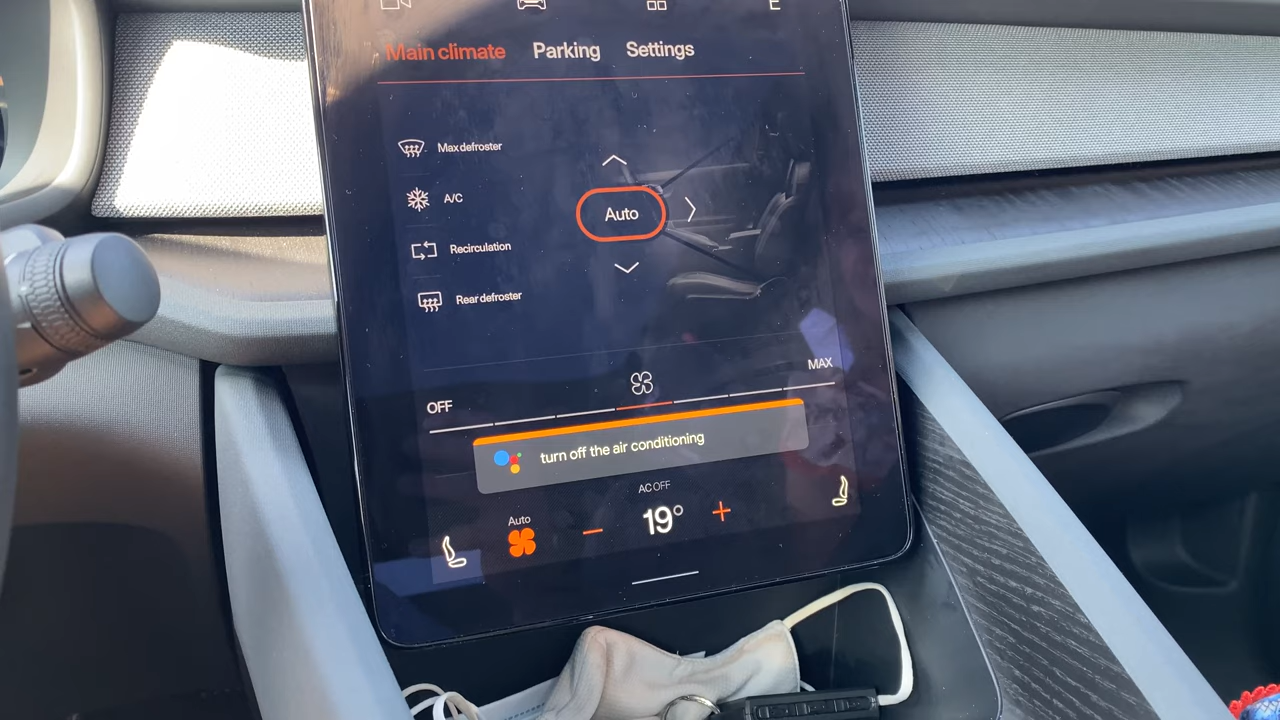 E
Main climate Parking Settings
Max defroster
A/C
Auto
Recirculation
Rear defroster
MAX
OFF
turn off the air conditioning
AC OFF
Auto
19°